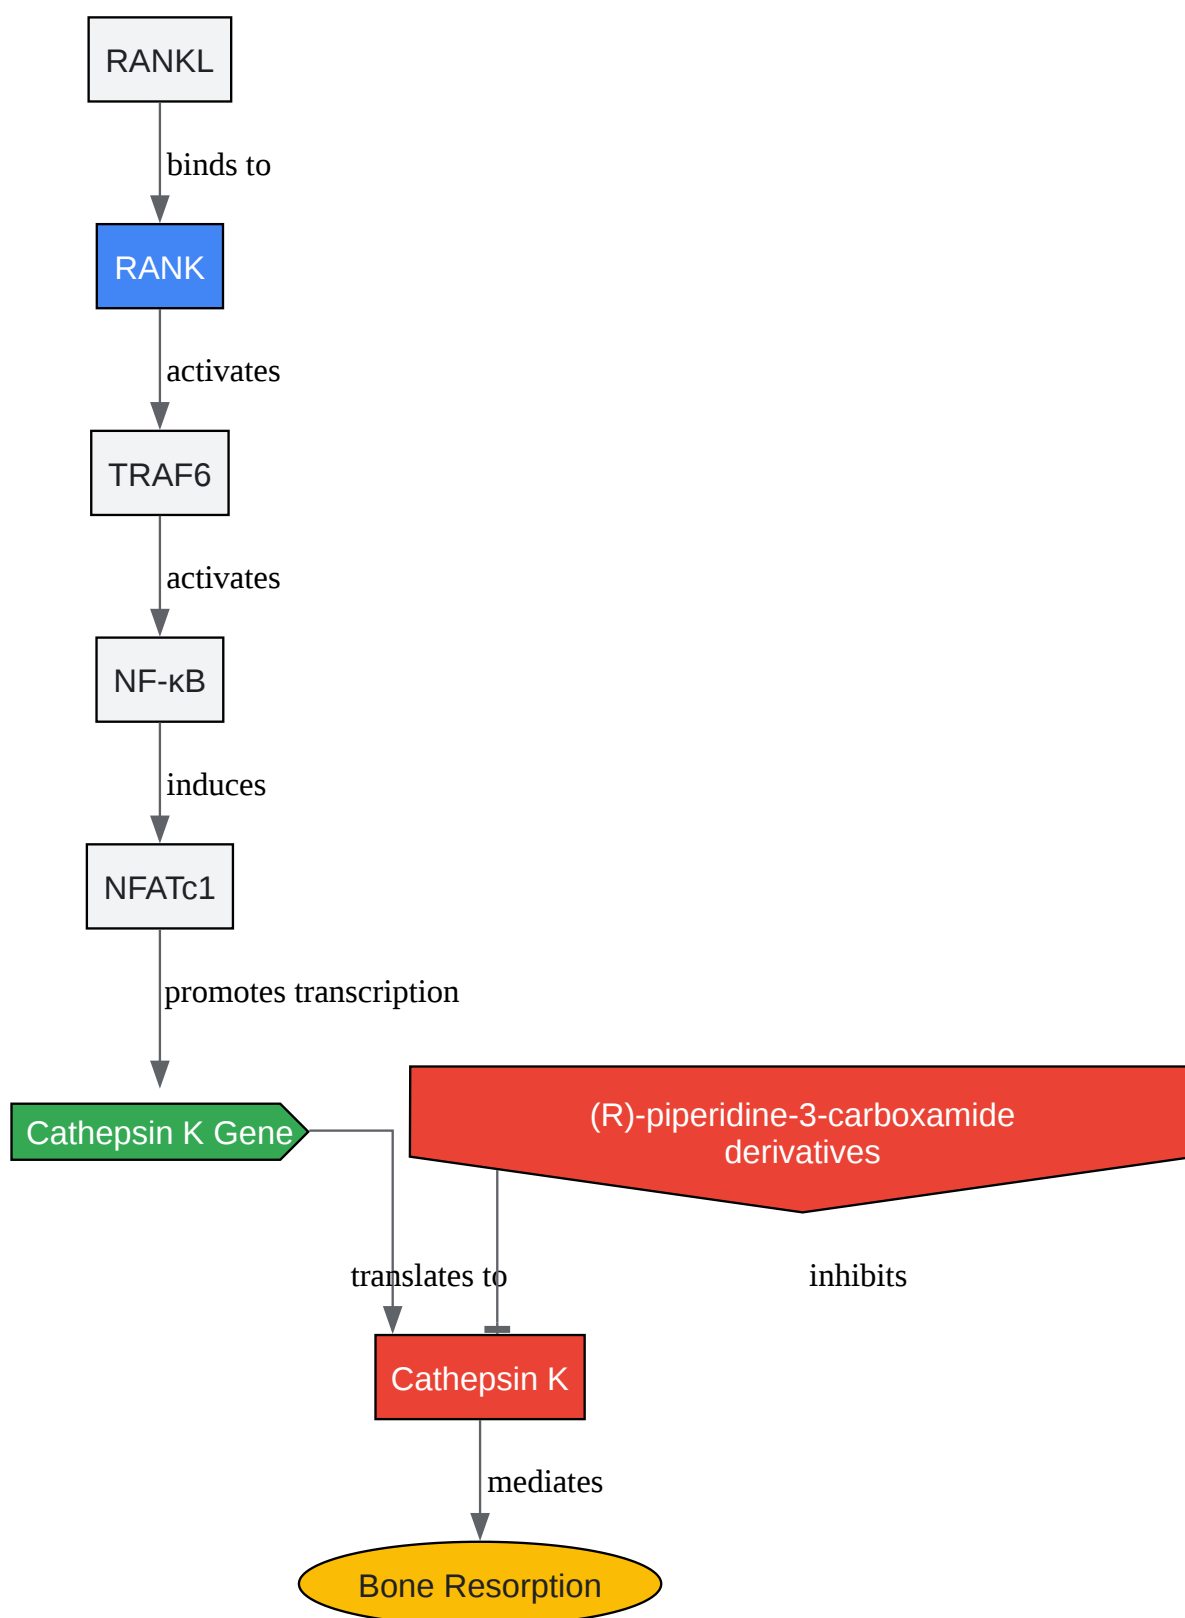 RANKL
binds to
RANK
activates
TRAF6
activates
NF-κB
induces
NFATc1
promotes transcription
Cathepsin K Gene
(R)-piperidine-3-carboxamide
derivatives
translates to
inhibits
Cathepsin K
mediates
Bone Resorption